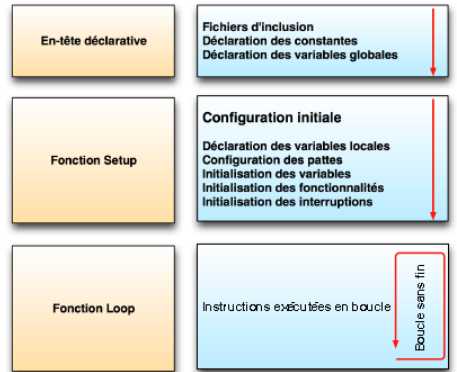 En-tête déclarative
Fichiers d'inclusion
Déclaration des constantes
Déclaration des variables globales
Fonction Setup
Configuration initiale
Déclaration des variables locales
Configuration des pattes
Initialisation des variables
Initialisation des fonctionnalités
Initialisation des interruptions
Fonction Loop
Instructions exécutées en boucle
Boucle sans fin